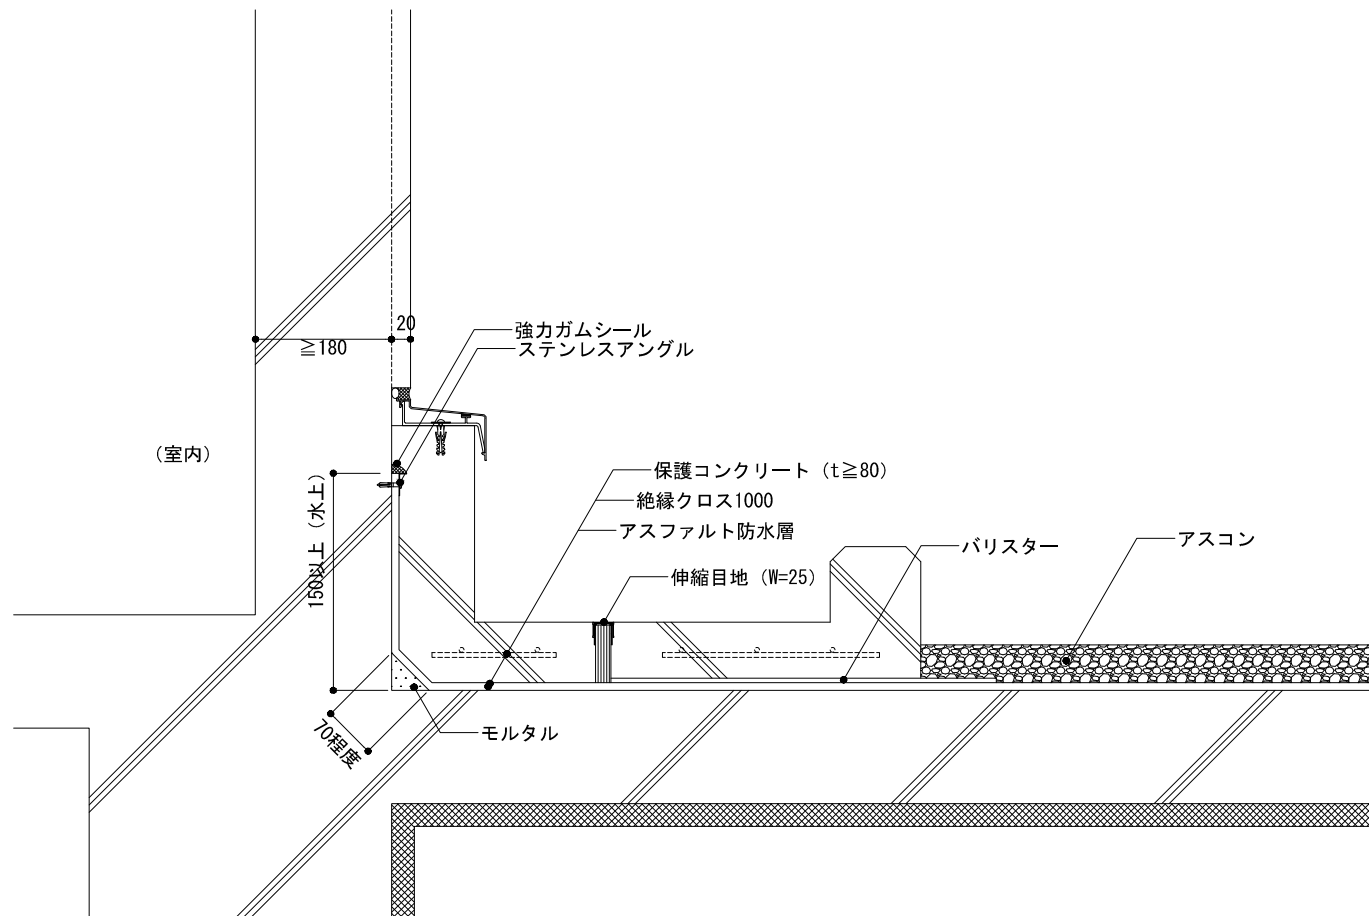 20
≧180
強力ガムシール
ステンレスアングル
（室内）
150以上（水上）
保護コンクリート（t≧80）
絶縁クロス1000
アスファルト防水層
伸縮目地（W=25）
バリスター
アスコン
モルタル
70程度